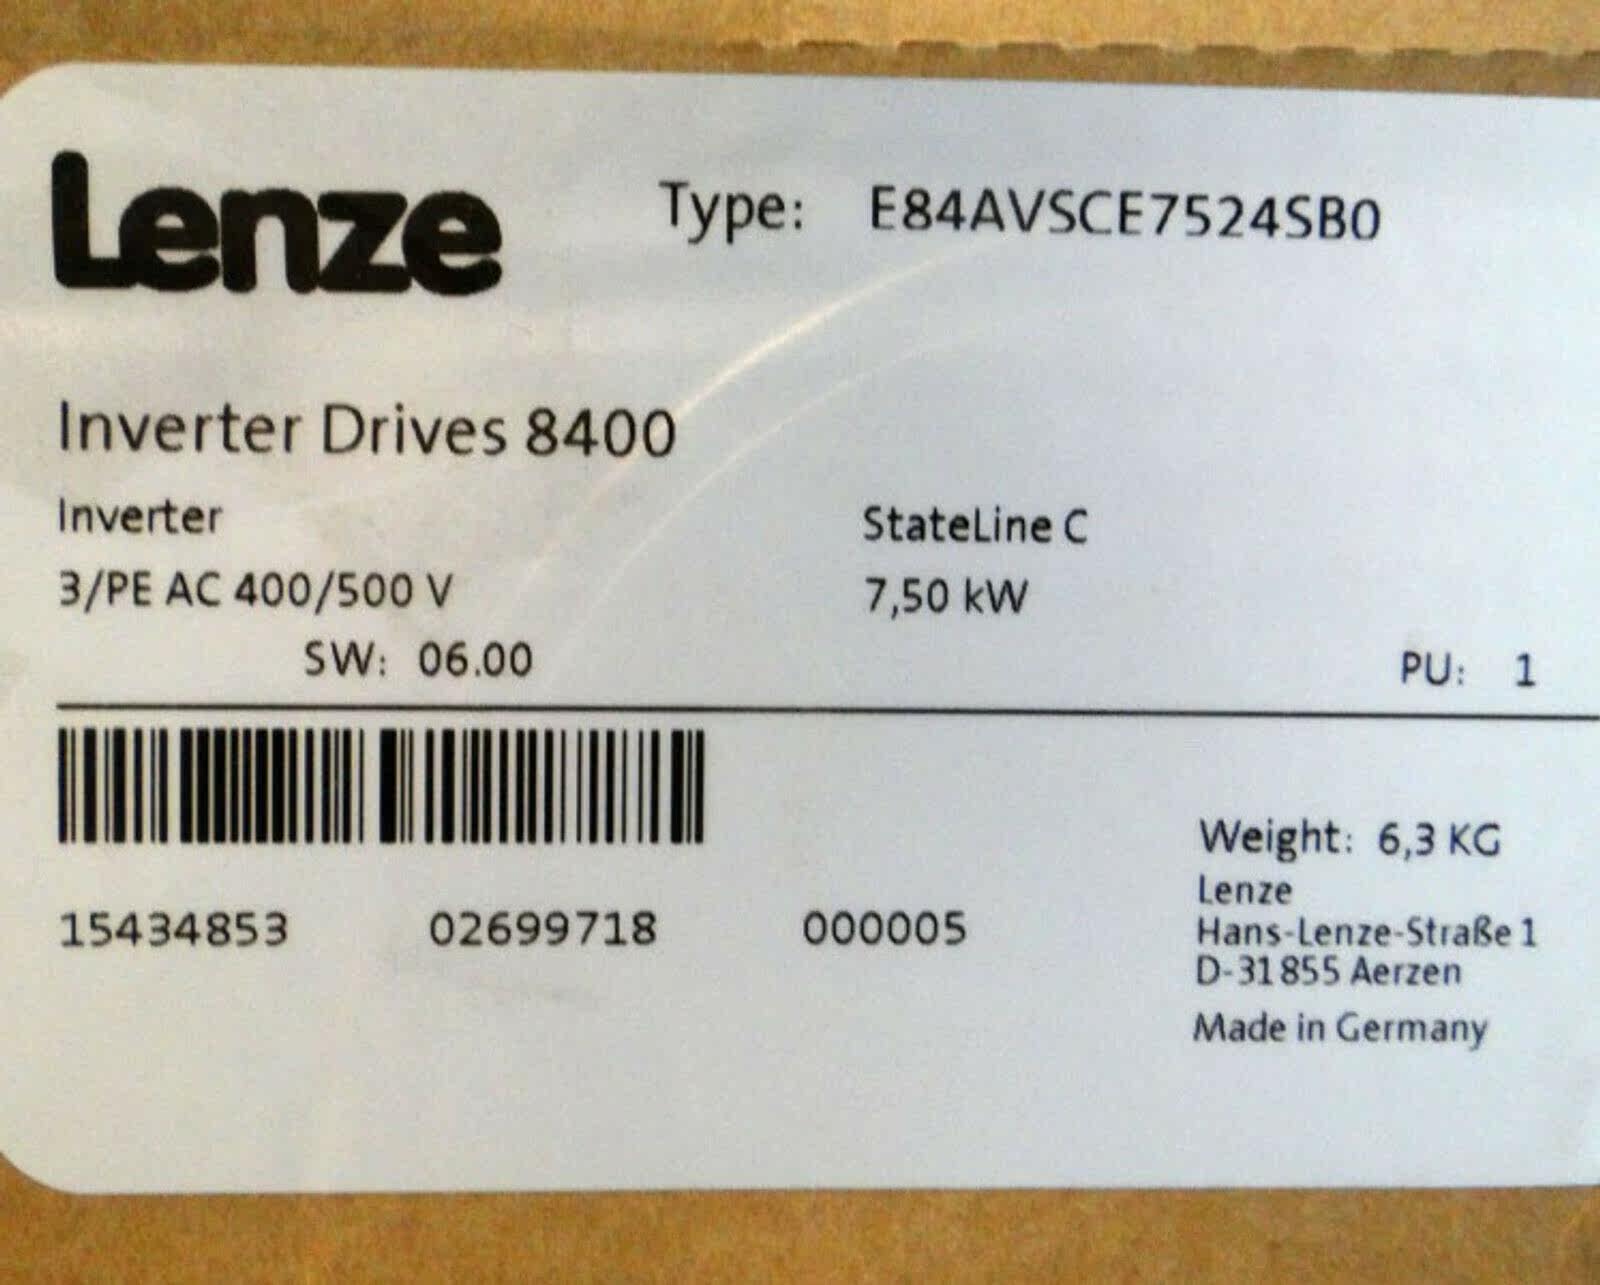 Lenze Type: E84AVSCE7524SB0
Inverter Drives 8400
Inverter StateLine C
3/PE AC 400/500 V 7,50 kW
SW: 06.00 PU: 1
Weight: 6,3 KG
15434853 02699718 000005
Lenze
Hans-Lenze-Straße 1
D-31855 Aerzen
Made in Germany